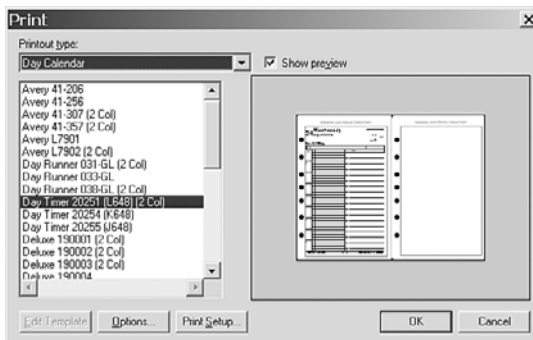 Print
Printout type:
Day Calendar
Show preview
Avery 41-206
Avery 41-256
Avery 41-307 (2 Col)
Avery 41-357 (2 Col)
Avery L7901
Avery L7902 (2 Col)
Day Runner 031-GL (2 Col)
Day Runner 033-GL
Day Runner 038-GL (2 Col)
Day Timer 20251 (L648) (2 Col)
Day Timer 20254 (K648)
Day Timer 20255 (J648)
Deluxe 190001 (2 Col)
Deluxe 190002 (2 Col)
Deluxe 190003 (2 Col)
Deluxe 190004
Edit Template
Options...
Print Setup...
OK
Cancel